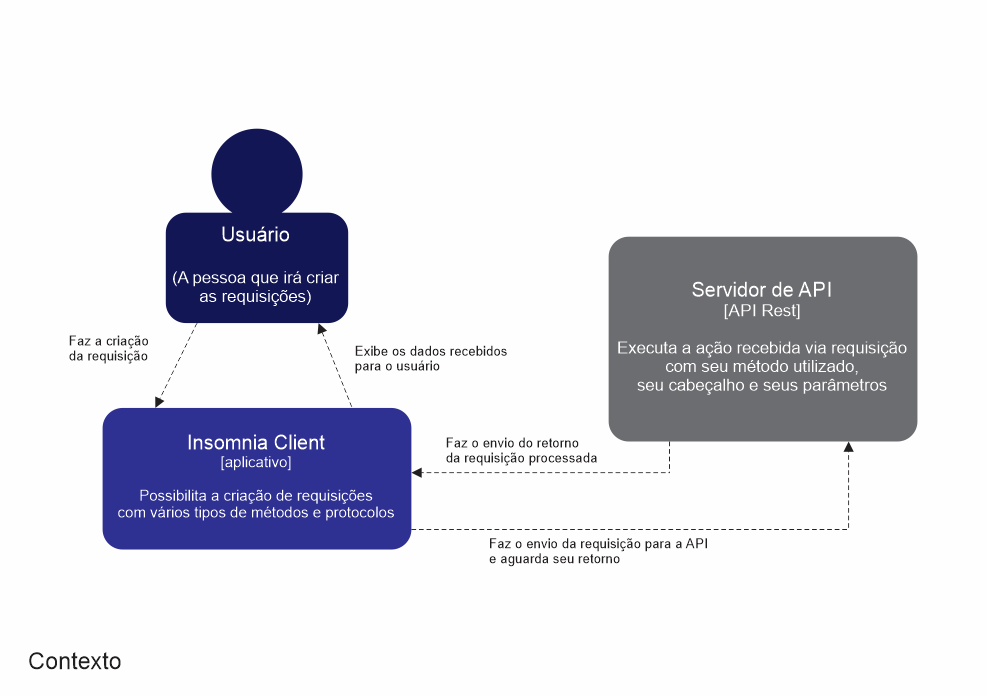 Usuário
(A pessoa que irá criar
as requisições)
Servidor de API
[API Rest]
Executa a ação recebida via requisição
com seu método utilizado,
seu cabeçalho e seus parâmetros
Faz a criação
da requisição
Exibe os dados recebidos
para o usuário
Insomnia Client
[aplicativo]
Possibilita a criação de requisições
com vários tipos de métodos e protocolos
Faz o envio do retorno
da requisição processada
Faz o envio da requisição para a API
e aguarda seu retorno
Contexto